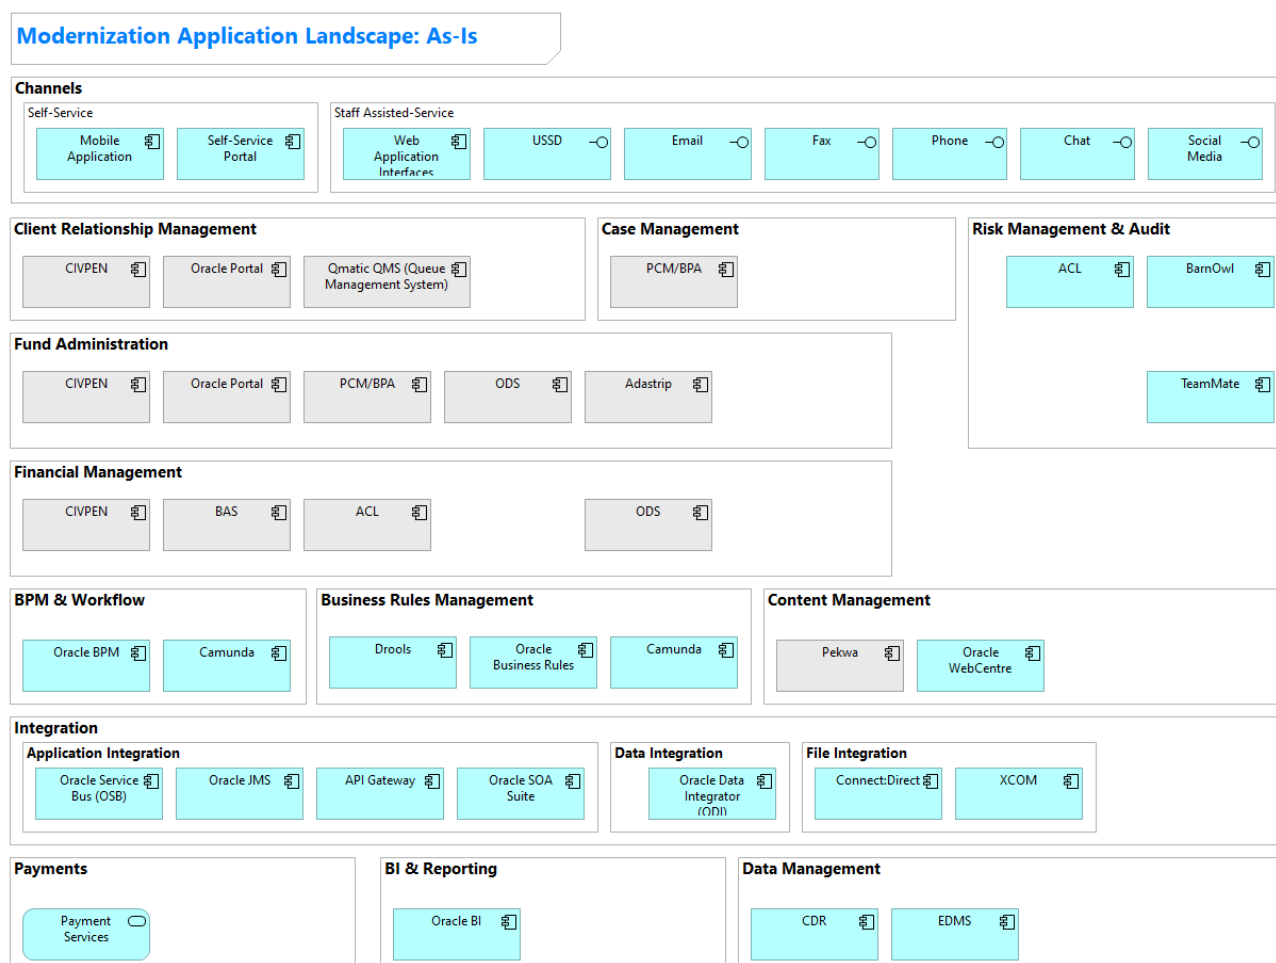 Modernization Application Landscape: As-Is
Channels
Self-Service
Mobile
Application
Self-Service
Portal
Staff Assisted-Service
Web
Application
Interfaces
USSD
Email
Fax
Phone
Chat
Social
Media
Client Relationship Management
CIVPEN
Oracle Portal
Qmatic QMS (Queue
Management System)
Case Management
PCM/BPA
Risk Management & Audit
ACL
BarnOwl
TeamMate
Fund Administration
CIVPEN
Oracle Portal
PCM/BPA
ODS
Adastrip
Financial Management
CIVPEN
BAS
ACL
ODS
BPM & Workflow
Oracle BPM
Camunda
Business Rules Management
Drools
Oracle
Business Rules
Camunda
Content Management
Pekwa
Oracle
WebCentre
Integration
Application Integration
Oracle Service
Bus (OSB)
Oracle JMS
API Gateway
Oracle SOA
Suite
Data Integration
Oracle Data
Integrator
(ODI)
File Integration
Connect:Direct
XCOM
Payments
Payment
Services
BI & Reporting
Oracle BI
Data Management
CDR
EDMS